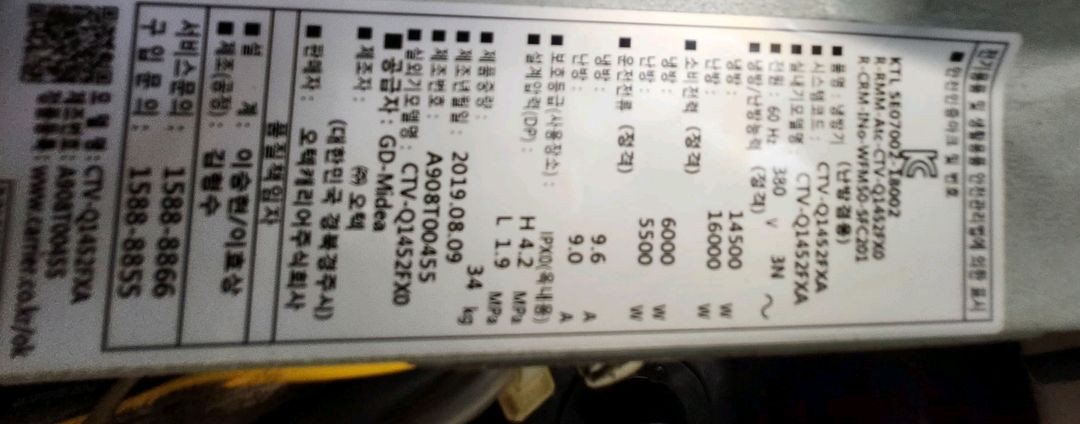 전기용품 및 생활용품 안전관리법에 의한 표시
■ 안전인증마크 및 번호
KTL SE07002-18002
R-RMM-Atc-CTV-Q1452FX0
R-CRM-INo-WFM50-SFC201
■ 품명 : 냉방기 (난방겸용)
■ 시스템코드 : CTV-Q1452FXA
■ 실내기모델명 : CTV-Q1452FXA
■ 전원 : 60 Hz 380 V 3N ~
■ 냉방/난방능력 (정격)
냉방 : 14500 W
난방 : 16000 W
■ 소비전력 (정격)
냉방 : 6000 W
난방 : 5500 W
■ 운전전류 (정격)
냉방 : 9.6 A
난방 : 9.0 A
■ 보호등급(사용장소) : IPX0(옥내용)
■ 설계압력(DP) : H 4.2 MPa
L 1.9 MPa
■ 제품중량 : 34 kg
■ 제조년월일 : 2019.08.09
■ 제조번호 : A908T00455
■ 실외기모델명 : CTV-Q1452FX0
■ 공급자 : GD-Midea
■ 제조자 : ㈜ 오텍
(대한민국 경북경주시)
■ 판매자 : 오텍캐리어주식회사
품질책임자
■ 설 계 : 이승원/이효상
■ 제조(공장) : 김철수
서비스문의 : 1588-8866
구입문의 : 1588-8855
모델명 : CTV-Q1452FXA
제조번호 : A908T00455
www.carrier.co.kr/ok